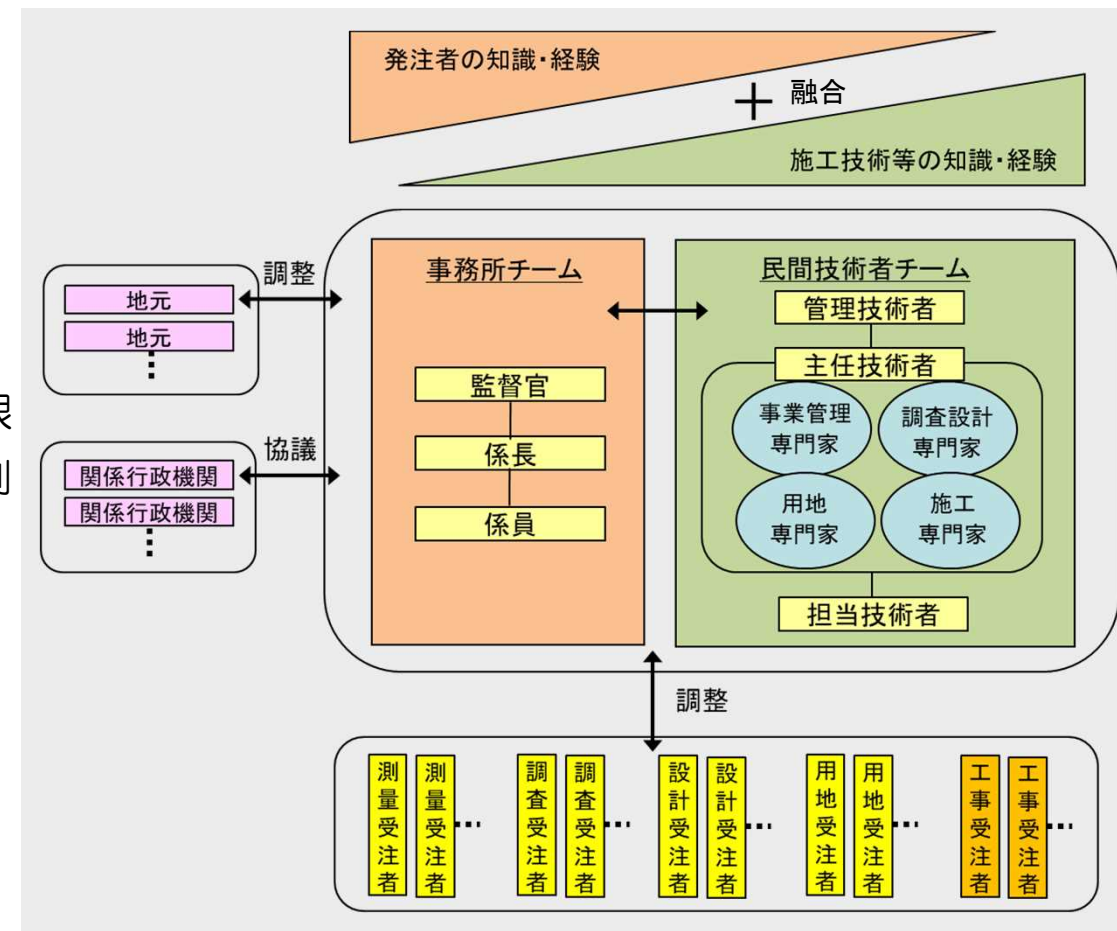 発注者の知識・経験
融合
施工技術等の知識・経験
調整
地元
地元
協議
関係行政機関
関係行政機関
事務所チーム
監督官
係長
係員
民間技術者チーム
管理技術者
主任技術者
事業管理
専門家
調査設計
専門家
用地
専門家
施工
専門家
担当技術者
調整
測量受注者
測量受注者
調査受注者
調査受注者
設計受注者
設計受注者
用地受注者
用地受注者
工事受注者
工事受注者